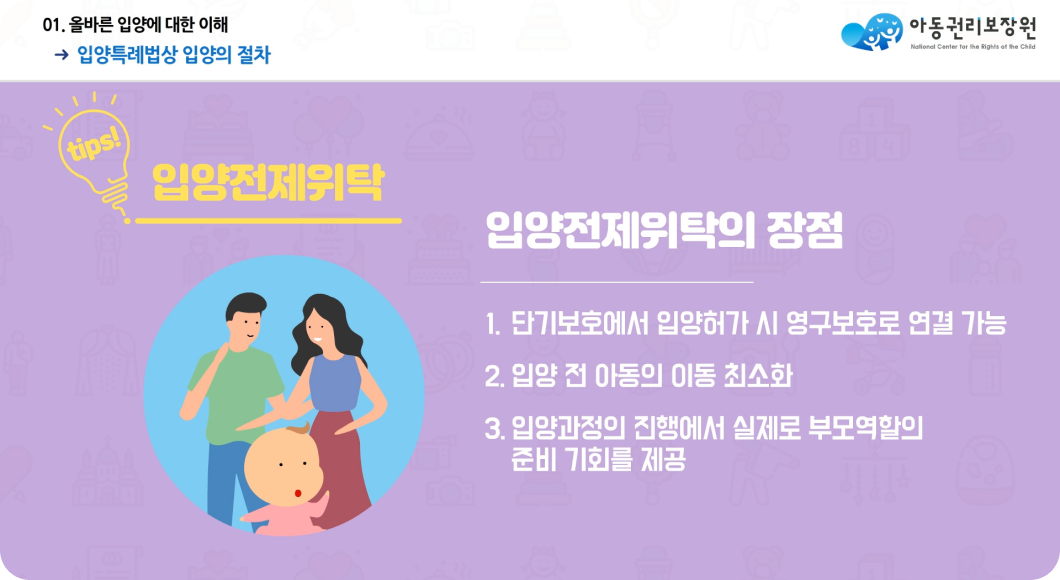 01. 올바른 입양에 대한 이해
→ 입양특례법상 입양의 절차
아동권리보장원
National Center for the Rights of the Child
tips!
입양전제위탁
입양전제위탁의 장점
1. 단기보호에서 입양허가 시 영구보호로 연결 가능
2. 입양 전 아동의 이동 최소화
3. 입양과정의 진행에서 실제로 부모역할의
준비 기회를 제공